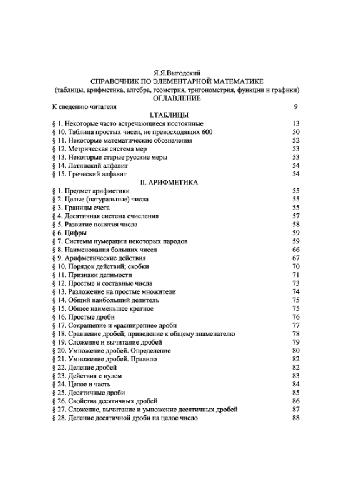 Я.Я.Выгодский
СПРАВОЧНИК ПО ЭЛЕМЕНТАРНОЙ МАТЕМАТИКЕ
(таблицы, арифметика, алгебра, геометрия, тригонометрия, функции и графики)
ОГЛАВЛЕНИЕ
К сведению читателя 9
I.ТАБЛИЦЫ
§ 1. Некоторые часто встречающиеся постоянные 13
§ 10. Таблица простых чисел, не превосходящих 600 50
§ 11. Некоторые математические обозначения 52
§ 12. Метрическая система мер 53
§ 13. Некоторые старые русские меры 53
§ 14. Латинский алфавит 54
§ 15. Греческий алфавит 54
II. АРИФМЕТИКА
§ 1. Предмет арифметики 55
§ 2. Целые (натуральные) числа 55
§ 3. Границы счета 55
§ 4. Десятичная система счисления 57
§ 5. Развитие понятия числа 58
§ 6. Цифры 59
§ 7. Системы нумерации некоторых народов 59
§ 8. Наименования больших чисел 66
§ 9. Арифметические действия 67
§ 10. Порядок действий; скобки 70
§ 11. Признаки делимости 71
§ 12. Простые и составные числа 73
§ 13. Разложение на простые множители 74
§ 14. Общий наибольший делитель 75
§ 15. Общее наименьшее кратное 75
§ 16. Простые дроби 76
§ 17. Сокращение и «расширение» дроби 77
§ 18. Сравнение дробей; приведение к общему знаменателю 78
§ 19. Сложение и вычитание дробей 79
§ 20. Умножение дробей. Определение 80
§ 21. Умножение дробей. Правило 82
§ 22. Деление дробей 82
§ 23. Действия с нулем 83
§ 24. Целое и часть 84
§ 25. Десятичные дроби 85
§ 26. Свойства десятичных дробей 86
§ 27. Сложение, вычитание и умножение десятичных дробей 87
§ 28. Деление десятичной дроби на целое число 88